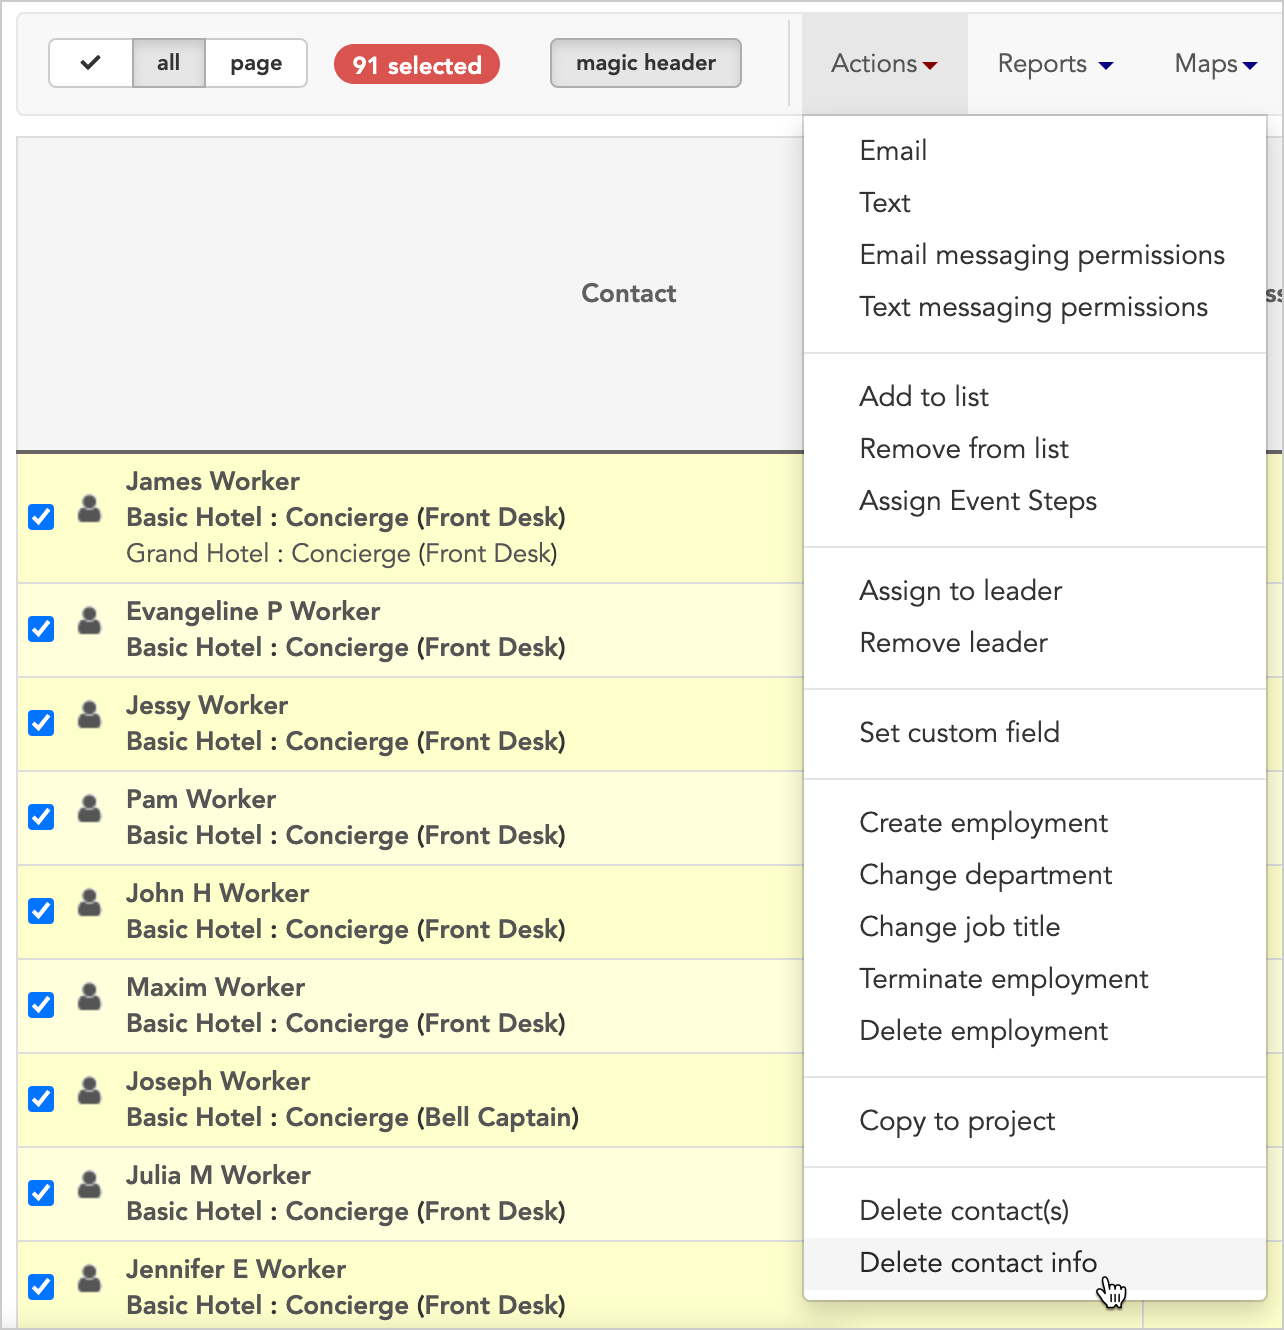 all
page
91 selected
magic header
Actions
Reports
Maps
Contact
Email
Text
Email messaging permissions
Text messaging permissions
Add to list
Remove from list
Assign Event Steps
Assign to leader
Remove leader
Set custom field
Create employment
Change department
Change job title
Terminate employment
Delete employment
Copy to project
Delete contact(s)
Delete contact info
James Worker
Basic Hotel : Concierge (Front Desk)
Grand Hotel : Concierge (Front Desk)
Evangeline P Worker
Basic Hotel : Concierge (Front Desk)
Jessy Worker
Basic Hotel : Concierge (Front Desk)
Pam Worker
Basic Hotel : Concierge (Front Desk)
John H Worker
Basic Hotel : Concierge (Front Desk)
Maxim Worker
Basic Hotel : Concierge (Front Desk)
Joseph Worker
Basic Hotel : Concierge (Bell Captain)
Julia M Worker
Basic Hotel : Concierge (Front Desk)
Jennifer E Worker
Basic Hotel : Concierge (Front Desk)